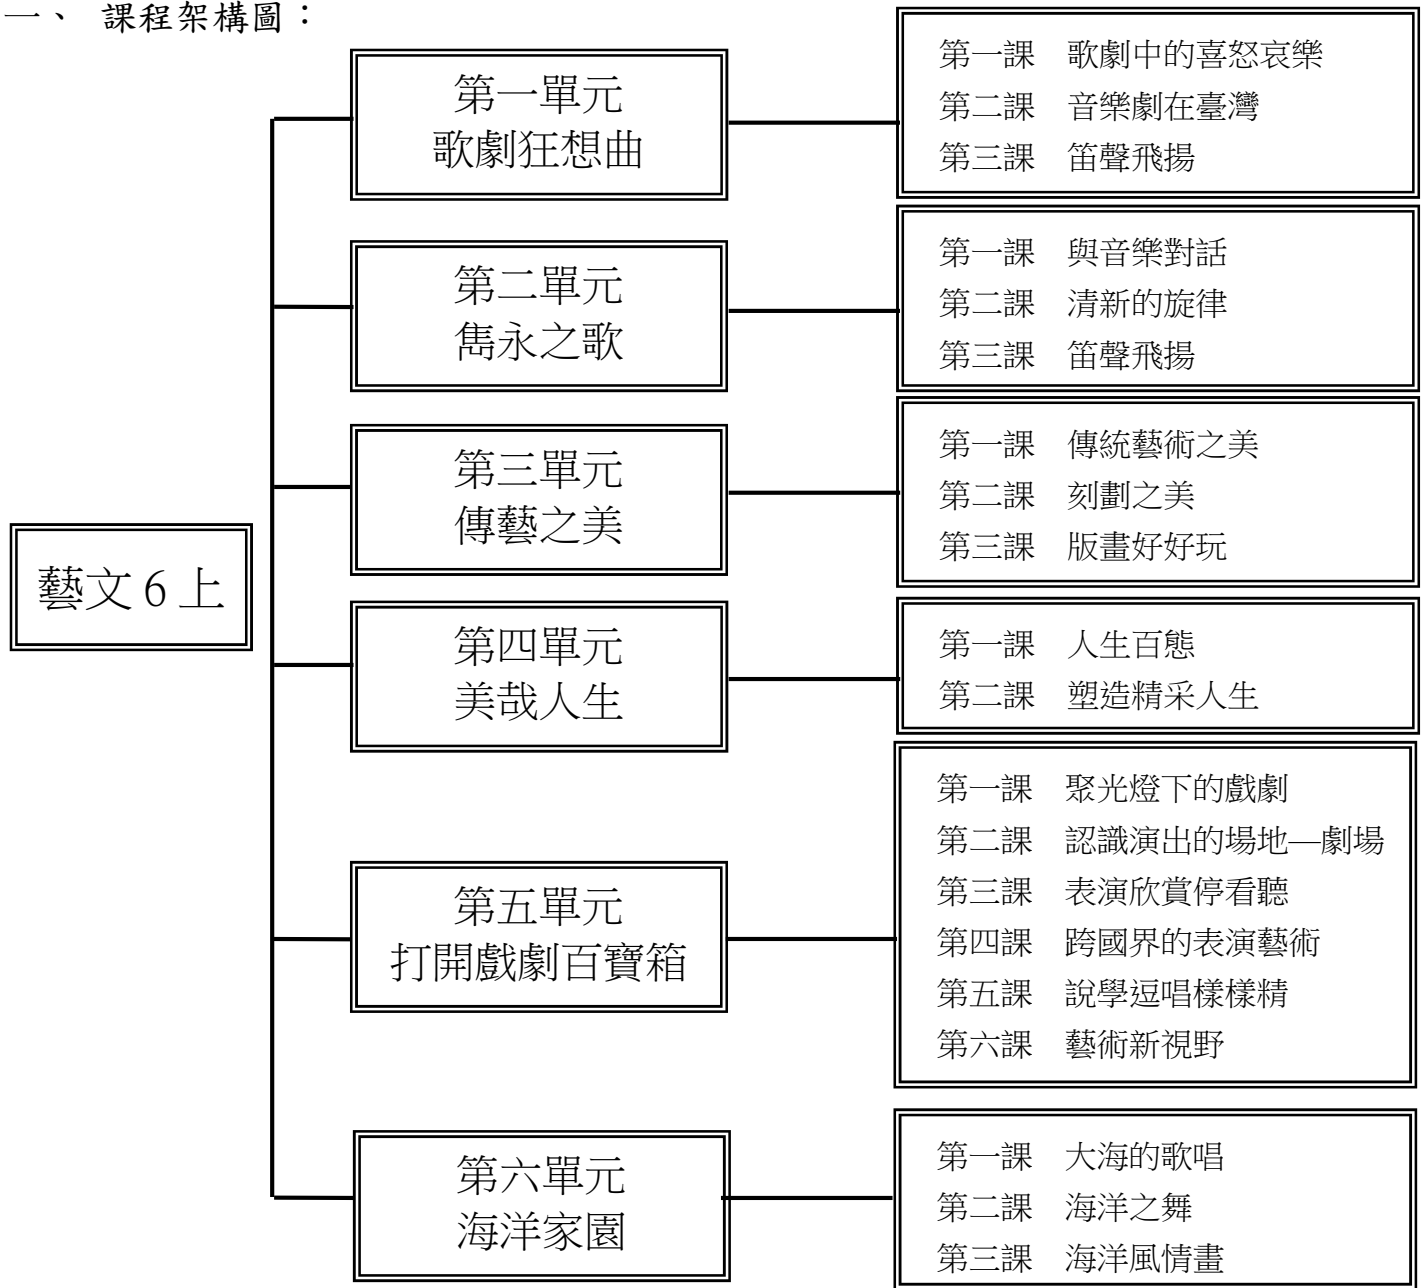 一、 課程架構圖：
藝文6上
第一單元
歌劇狂想曲
第一課 歌劇中的喜怒哀樂
第二課 音樂劇在臺灣
第三課 笛聲飛揚
第二單元
雋永之歌
第一課 與音樂對話
第二課 清新的旋律
第三課 笛聲飛揚
第三單元
傳藝之美
第一課 傳統藝術之美
第二課 刻劃之美
第三課 版畫好好玩
第四單元
美哉人生
第一課 人生百態
第二課 塑造精采人生
第五單元
打開戲劇百寶箱
第一課 聚光燈下的戲劇
第二課 認識演出的場地—劇場
第三課 表演欣賞停看聽
第四課 跨國界的表演藝術
第五課 說學逗唱樣樣精
第六課 藝術新視野
第六單元
海洋家園
第一課 大海的歌唱
第二課 海洋之舞
第三課 海洋風情畫